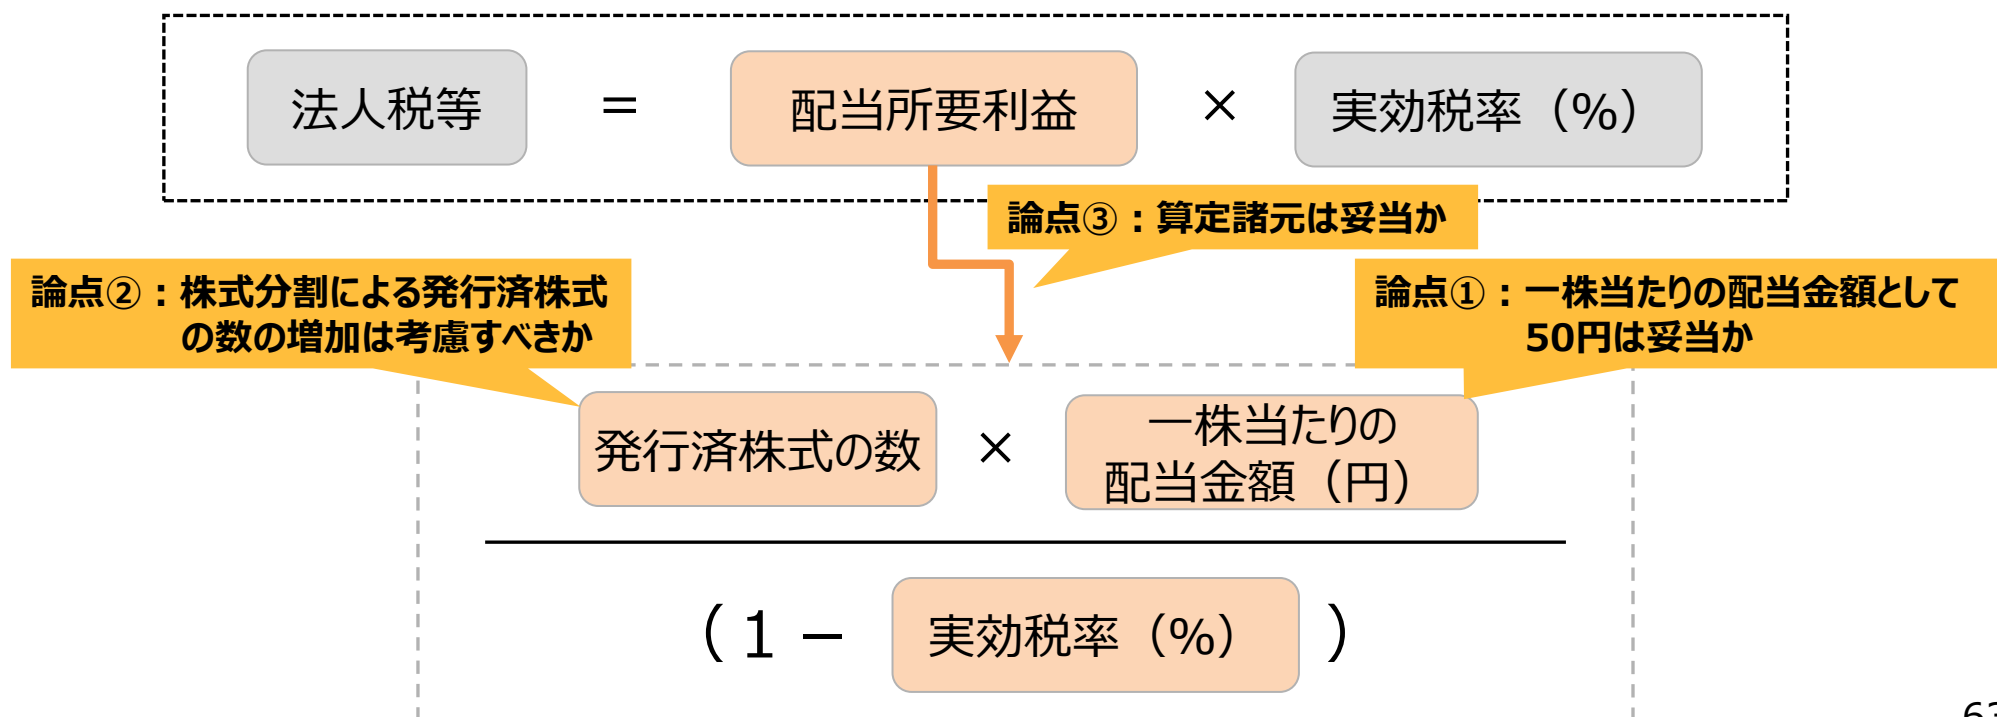 法人税等 = 配当所要利益 × 実効税率（%）
論点③：算定諸元は妥当か
論点②：株式分割による発行済株式
の数の増加は考慮すべきか
論点①：一株当たりの配当金額として
50円は妥当か
発行済株式の数 × 一株当たりの
配当金額（円）
（1 － 実効税率（%））